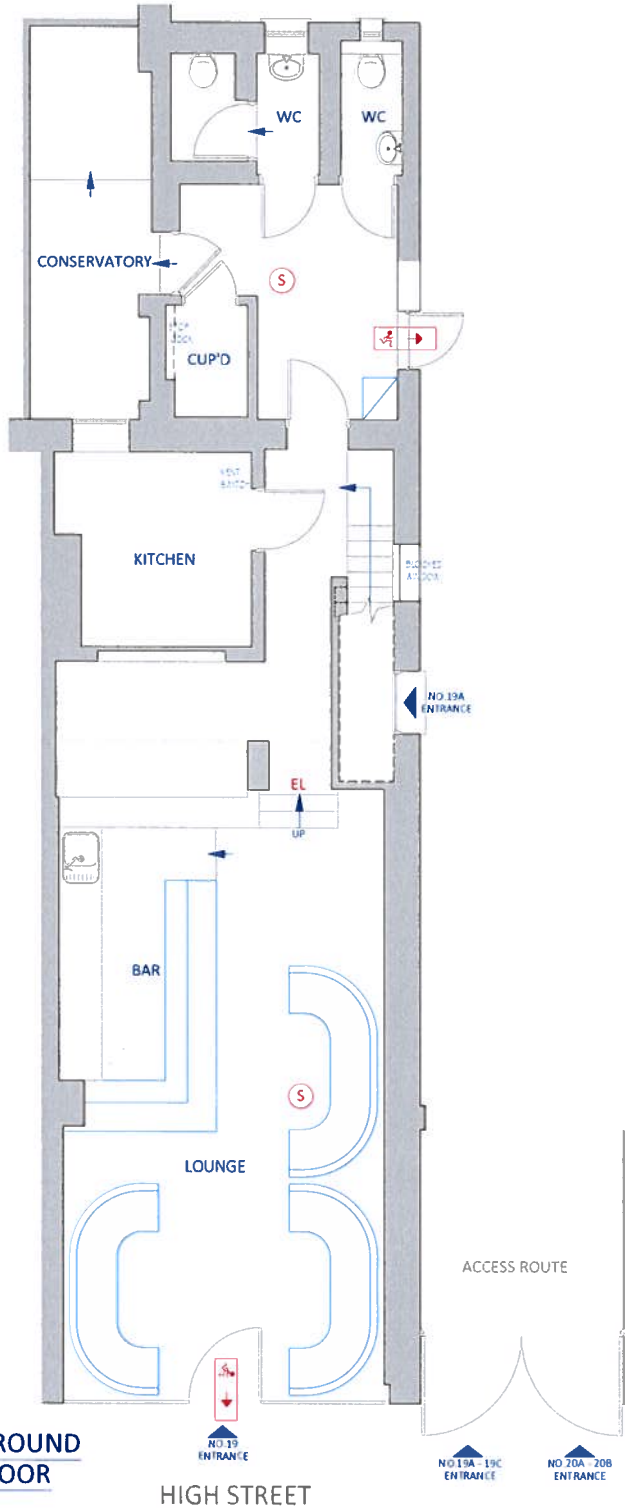 WC
WC
CONSERVATORY
S
CUP'D
KITCHEN
NO.19A
ENTRANCE
EL
UP
BAR
S
LOUNGE
ACCESS ROUTE
ROUND
OOR
NO.19
ENTRANCE
NO.19A - 19C
ENTRANCE
NO.20A - 20B
ENTRANCE
HIGH STREET